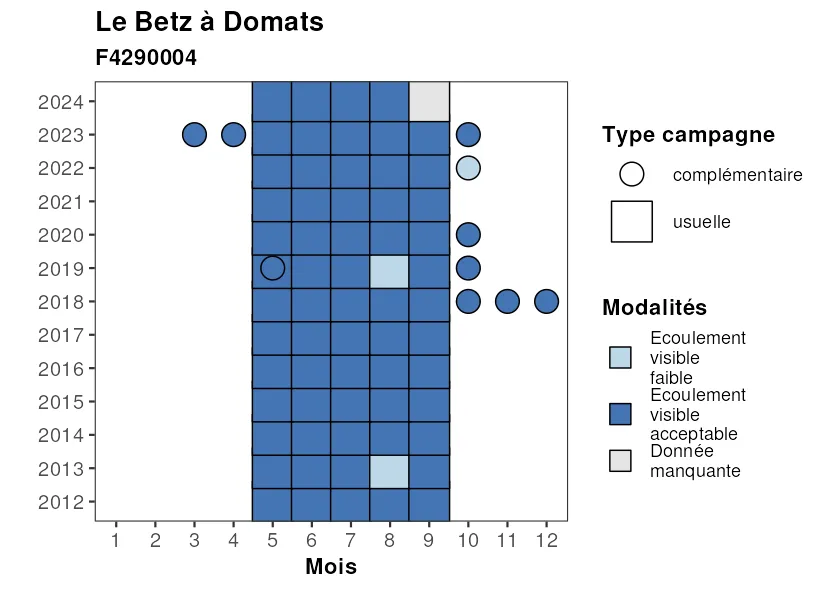 Le Betz à Domats
F4290004
2024
2023
2022
2021
2020
2019
2018
2017
2016
2015
2014
2013
2012
1 2 3 4 5 6 7 8 9 10 11 12
Mois
Type campagne
complémentaire
usuelle
Modalités
Ecoulement
visible
faible
Ecoulement
visible
acceptable
Donnée
manquante